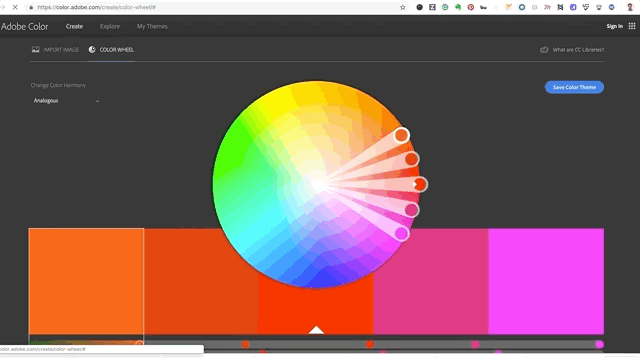 https://color.adobe.com/create/color-wheel/#
Adobe Color
Create
Explore
My Themes
Sign In
IMPORT IMAGE
COLOR WHEEL
What are CC Libraries?
Change Color Harmony
Save Color Theme
Analogous
color.adobe.com/create/color-wheel/#